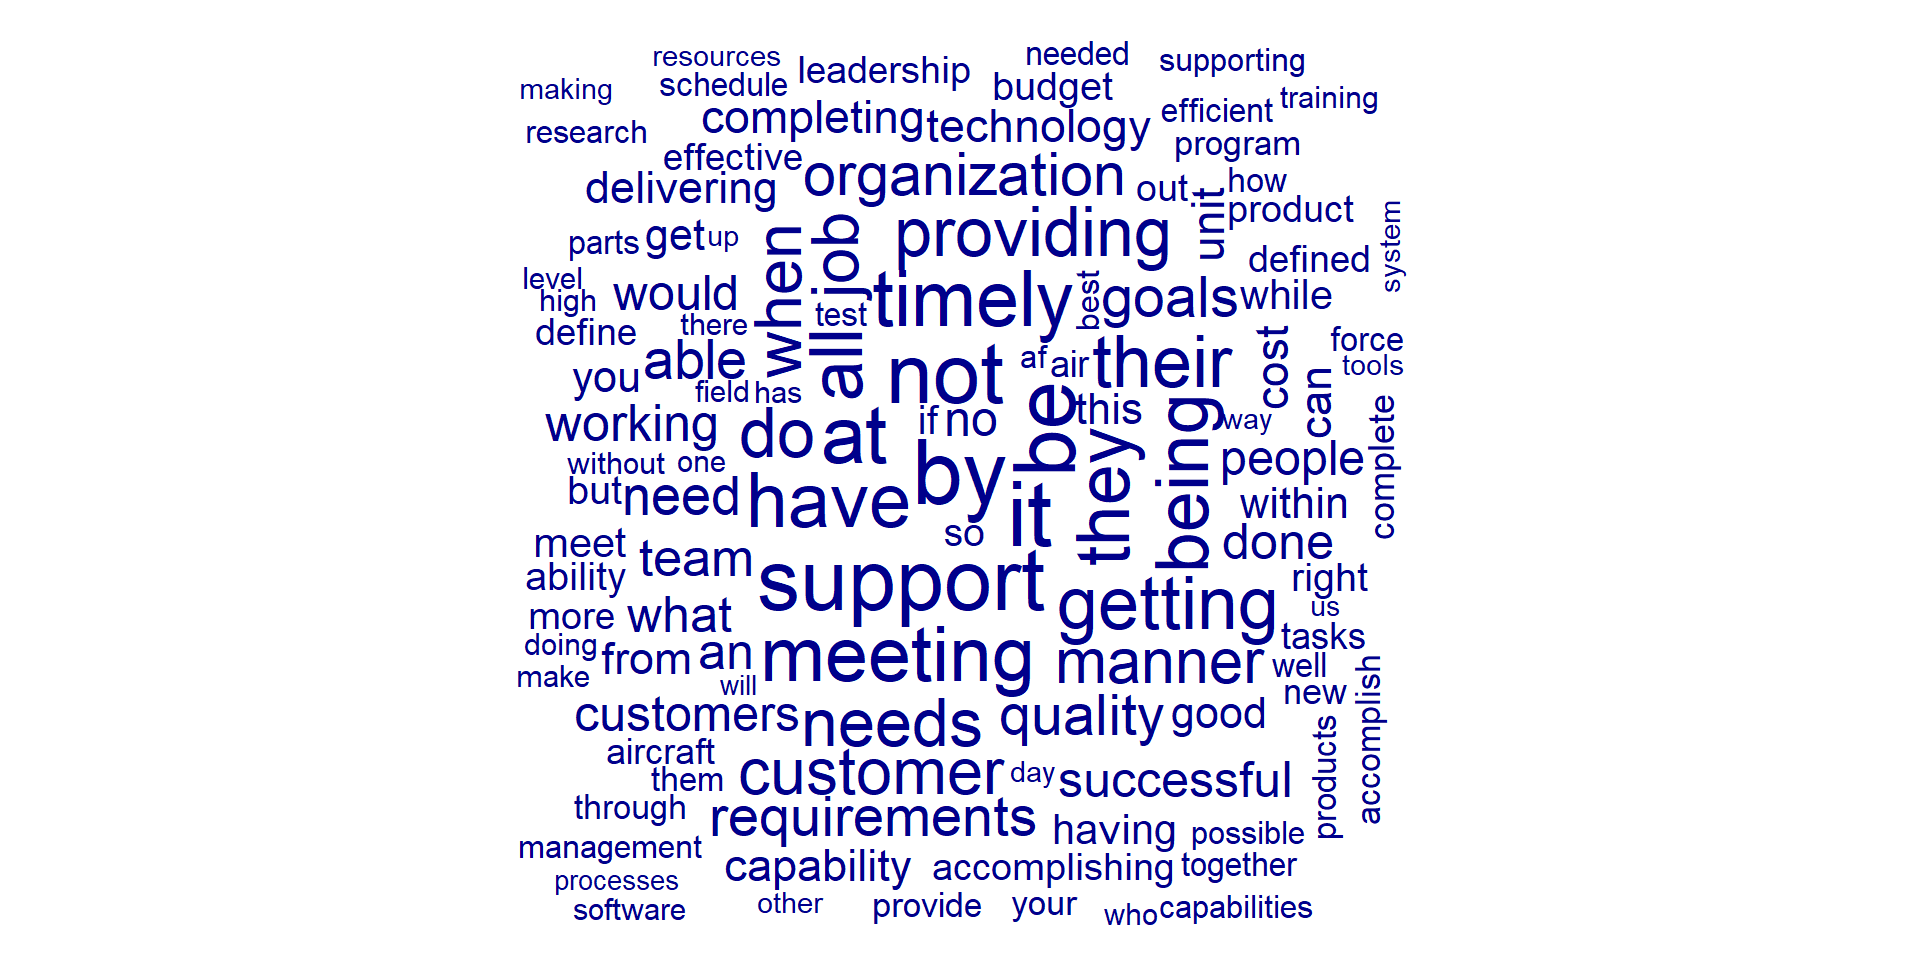 resources leadership needed supporting
making schedule budget training
research completing technology efficient program
effective organization
delivering out how
parts get up when job providing unit product system
level high would all test timely best goals while defined
define there able not af air their cost force tools
you field has be this can
working do at if no by being way people complete
without one
but need have it they within
so done
meet team support right
ability getting us
more what tasks
doing from an meeting manner well
make will new accomplish
customers needs quality good products
aircraft
them customer day successful
through requirements having possible
management capability accomplishing together
processes
software other provide your who capabilities